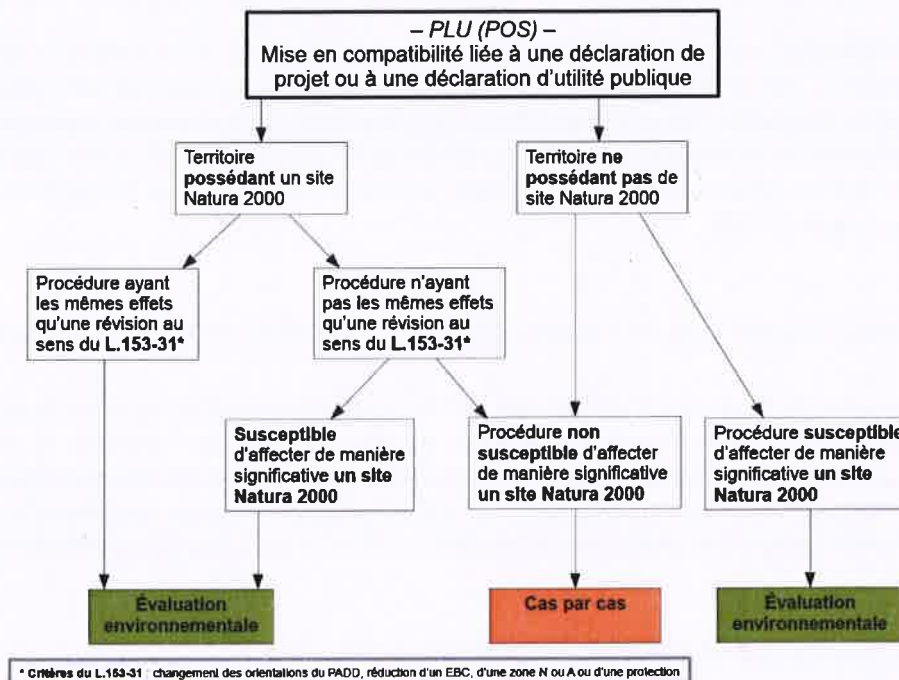 – PLU (POS) –
Mise en compatibilité liée à une déclaration de
projet ou à une déclaration d'utilité publique
Territoire
possédant un site
Natura 2000
Territoire ne
possédant pas de
site Natura 2000
Procédure ayant
les mêmes effets
qu'une révision au
sens du L.153-31*
Procédure n'ayant
pas les mêmes effets
qu'une révision au
sens du L.153-31*
Susceptible
d'affecter de manière
significative un site
Natura 2000
Procédure non
susceptible d'affecter
de manière significative
un site Natura 2000
Procédure susceptible
d'affecter de manière
significative un site
Natura 2000
Évaluation
environnementale
Cas par cas
Évaluation
environnementale
* Critères du L.153-31 : changement des orientations du PADD, réduction d'un EBC, d'une zone N ou A ou d'une protection